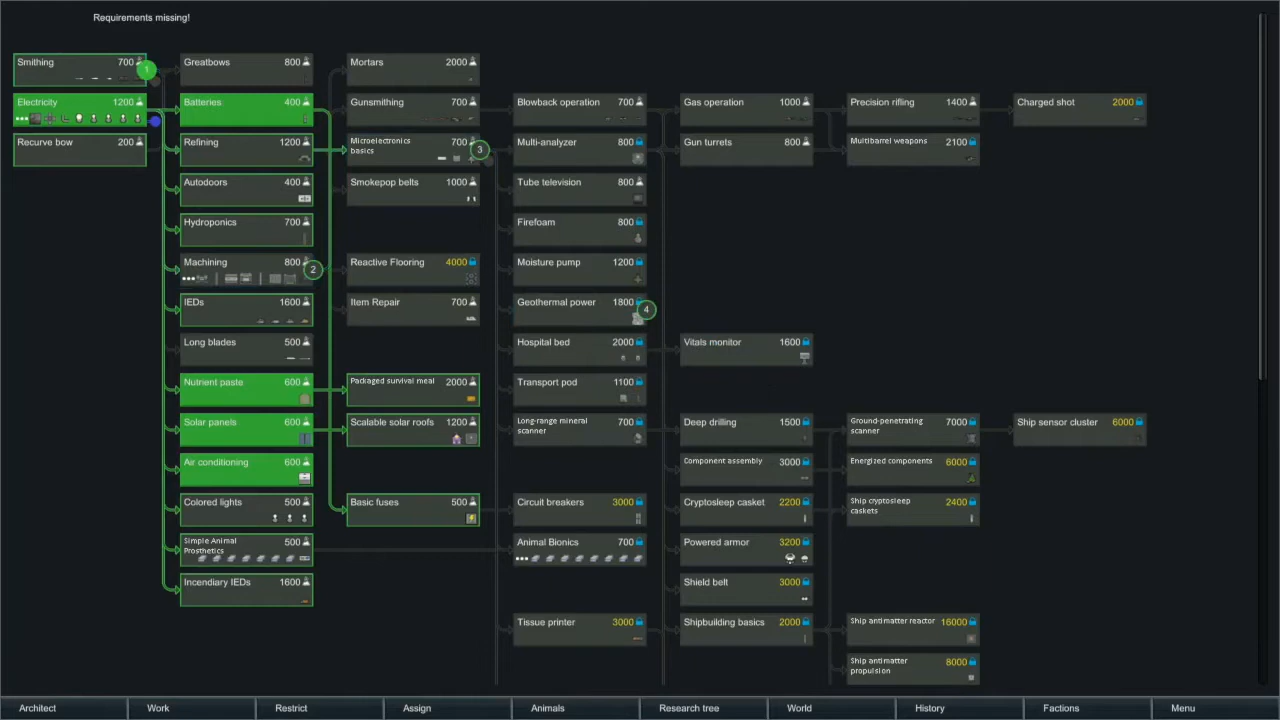 Requirements missing!
Smithing 700 1
Greatbows 800
Mortars 2000
Electricity 1200
Batteries 400
Gunsmithing 700
Blowback operation 700
Gas operation 1000
Precision rifling 1400
Charged shot 2000
Recurve bow 200
Refining 1200
Microelectronics basics 700 3
Multi-analyzer 800
Gun turrets 800
Multibarrel weapons 2100
Autodoors 400
Smokepop belts 1000
Tube television 800
Hydroponics 700
Firefoam 800
Machining 800 2
Reactive Flooring 4000
Moisture pump 1200
IEDs 1600
Item Repair 700
Geothermal power 1800 4
Long blades 500
Hospital bed 2000
Vitals monitor 1600
Nutrient paste 600
Packaged survival meal 2000
Transport pod 1100
Solar panels 600
Scalable solar roofs 1200
Long-range mineral scanner 700
Deep drilling 1500
Ground-penetrating scanner 7000
Ship sensor cluster 6000
Air conditioning 600
Component assembly 3000
Energized components 6000
Colored lights 500
Basic fuses 500
Circuit breakers 3000
Cryptosleep casket 2200
Ship cryptosleep caskets 2400
Simple Animal Prosthetics 500
Animal Bionics 700
Powered armor 3200
Incendiary IEDs 1600
Shield belt 3000
Tissue printer 3000
Shipbuilding basics 2000
Ship antimatter reactor 16000
Ship antimatter propulsion 8000
Architect Work Restrict Assign Animals Research tree World History Factions Menu